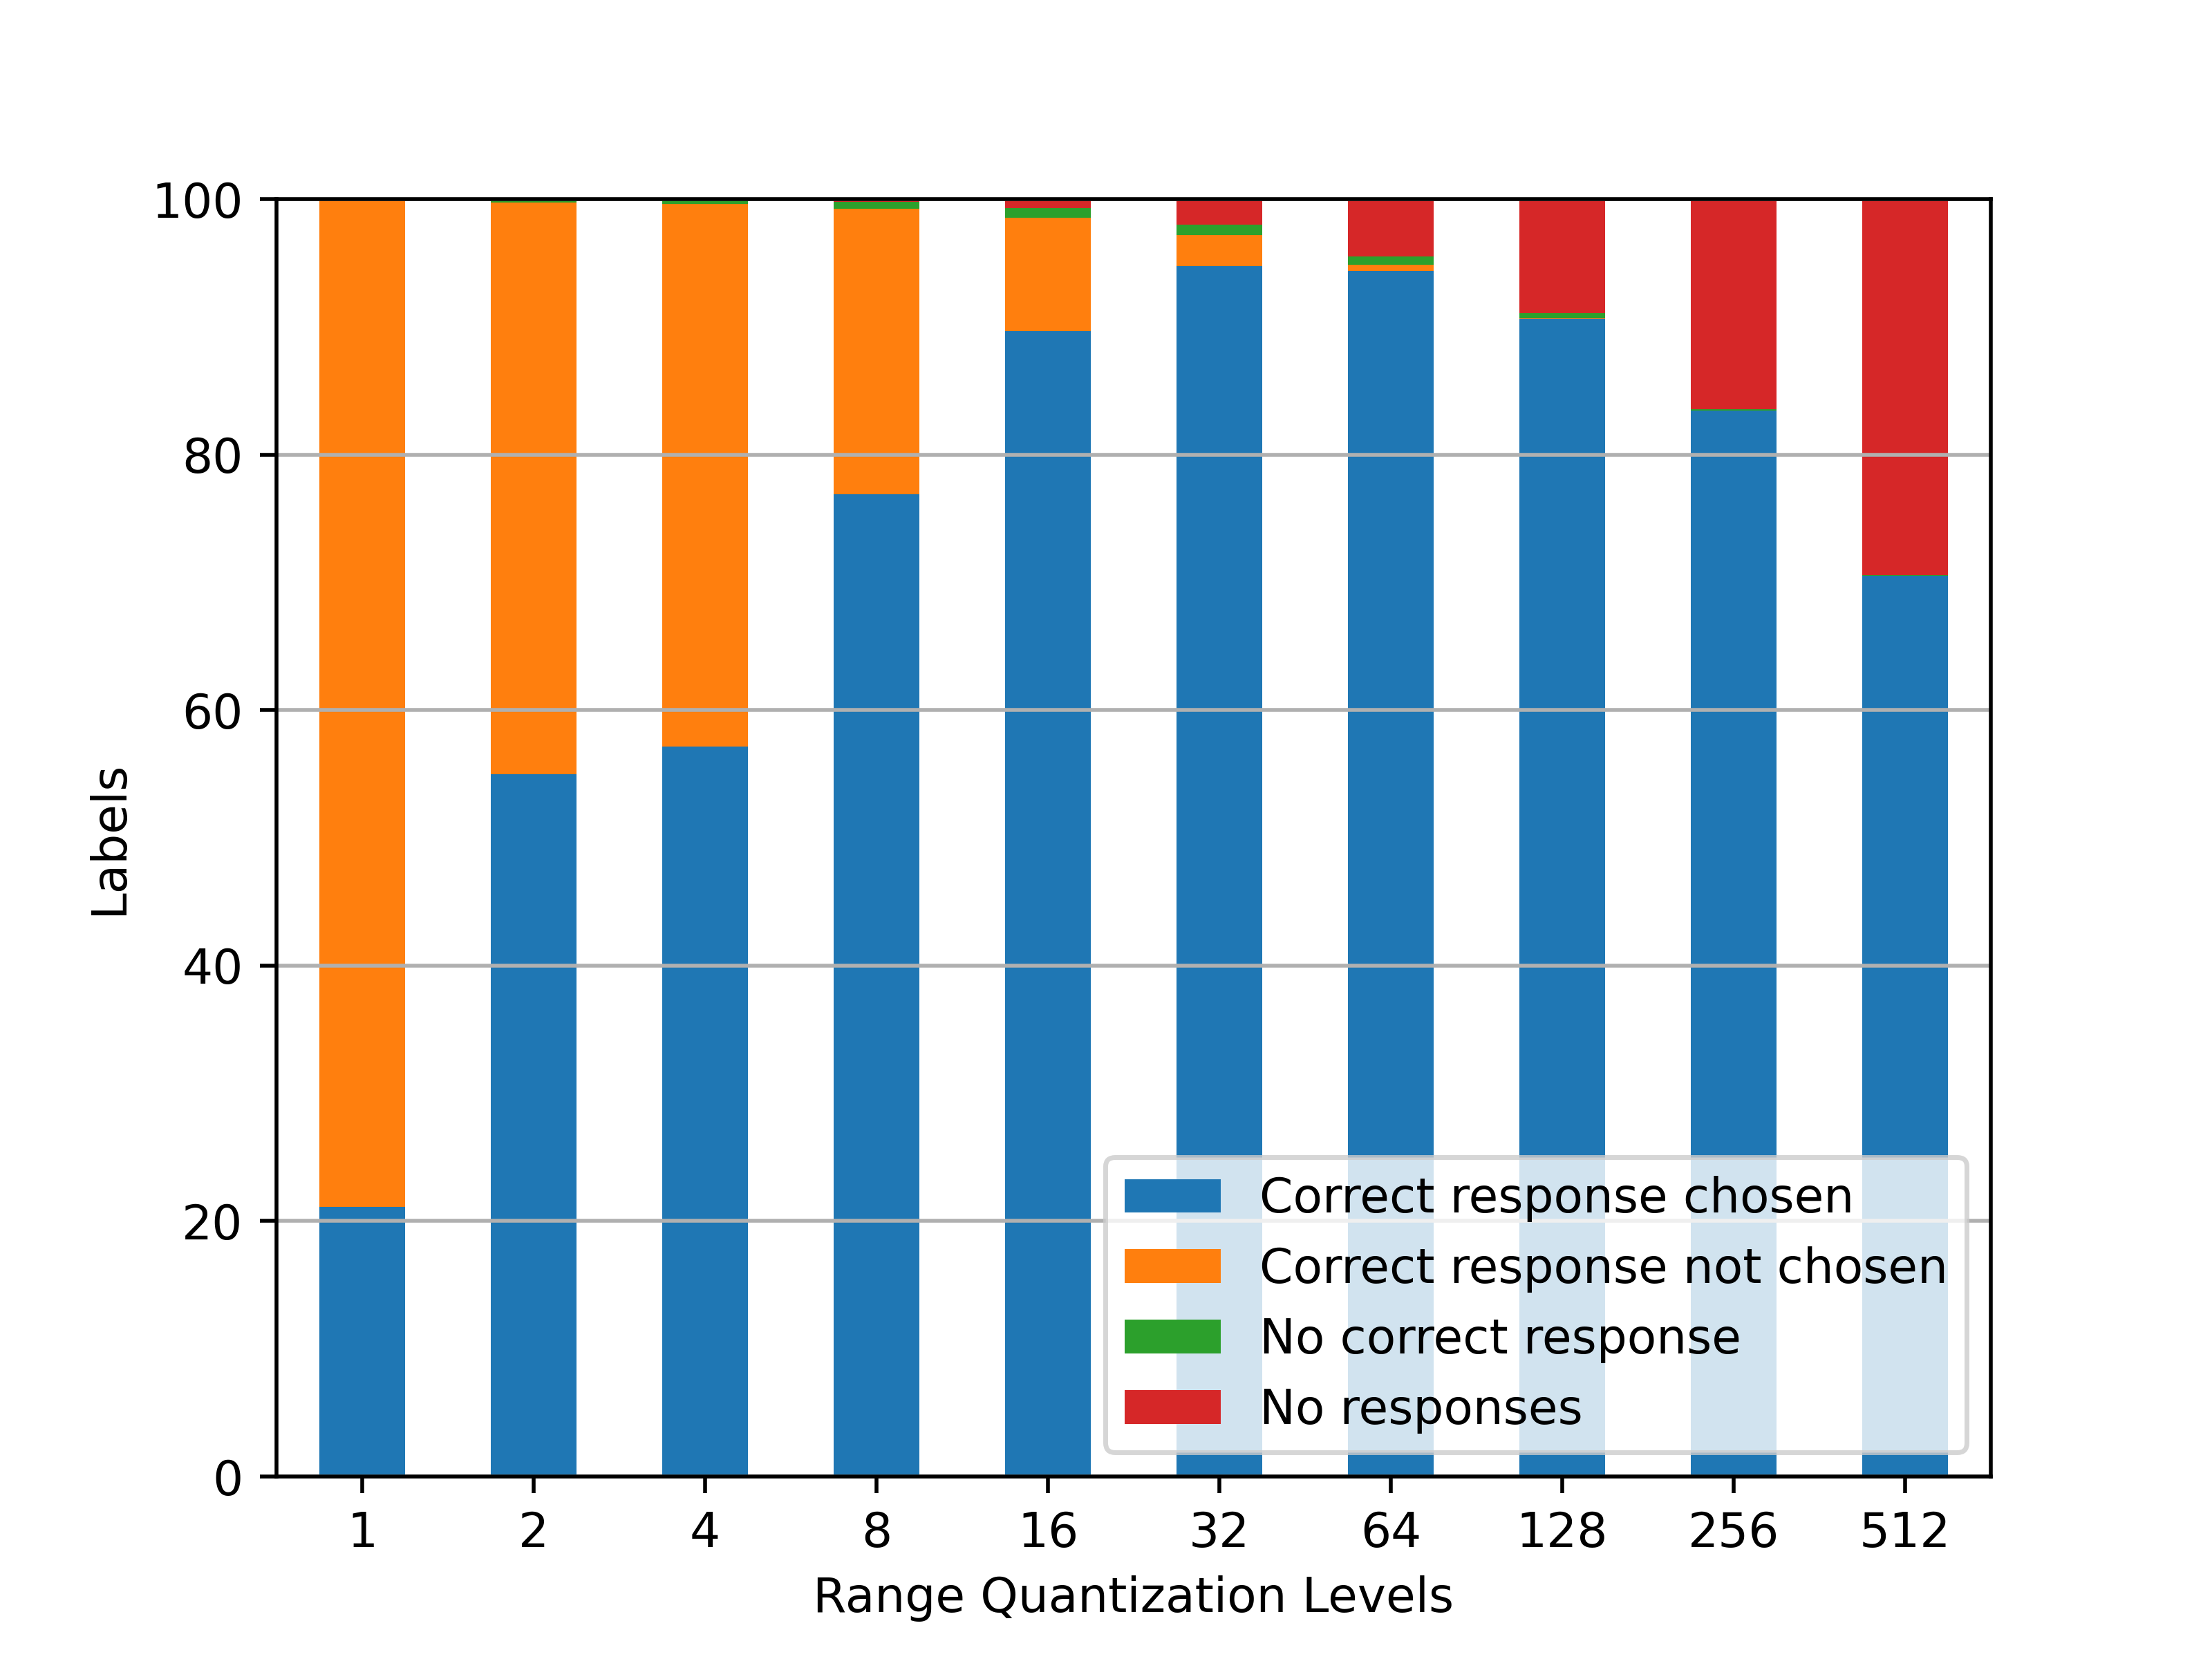 100
80
60
40
20
0
Labels
1 2 4 8 16 32 64 128 256 512
Range Quantization Levels
Correct response chosen
Correct response not chosen
No correct response
No responses